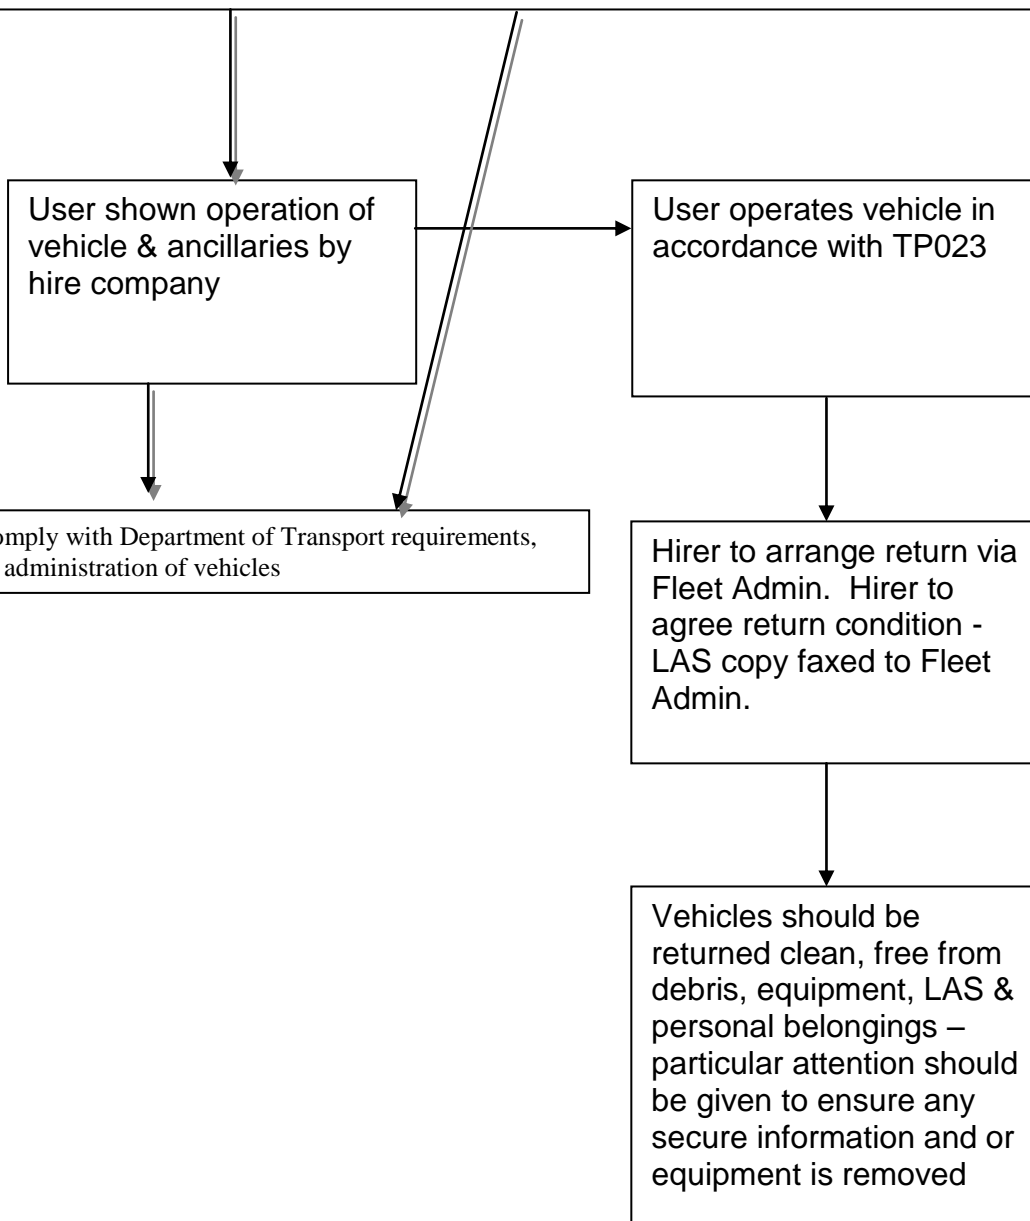 User shown operation of
vehicle & ancillaries by
hire company
User operates vehicle in
accordance with TP023
comply with Department of Transport requirements,
administration of vehicles
Hirer to arrange return via
Fleet Admin.  Hirer to
agree return condition -
LAS copy faxed to Fleet
Admin.
Vehicles should be
returned clean, free from
debris, equipment, LAS &
personal belongings –
particular attention should
be given to ensure any
secure information and or
equipment is removed